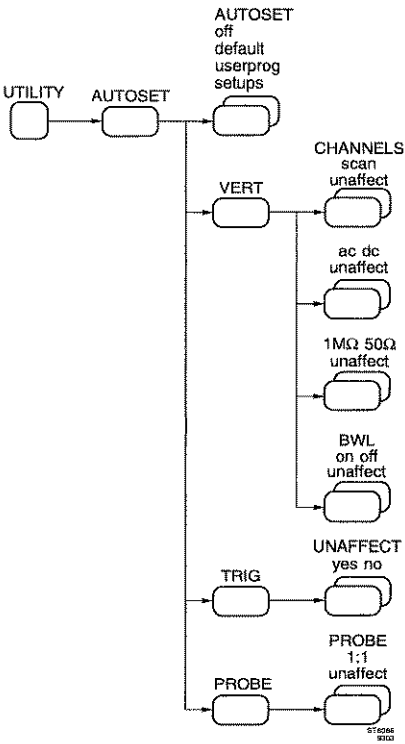 AUTOSET
off
default
userprog
setups
UTILITY
AUTOSET
CHANNELS
scan
unaffect
VERT
ac dc
unaffect
1MΩ 50Ω
unaffect
BWL
on off
unaffect
UNAFFECT
yes no
TRIG
PROBE
1:1
unaffect
PROBE
9303